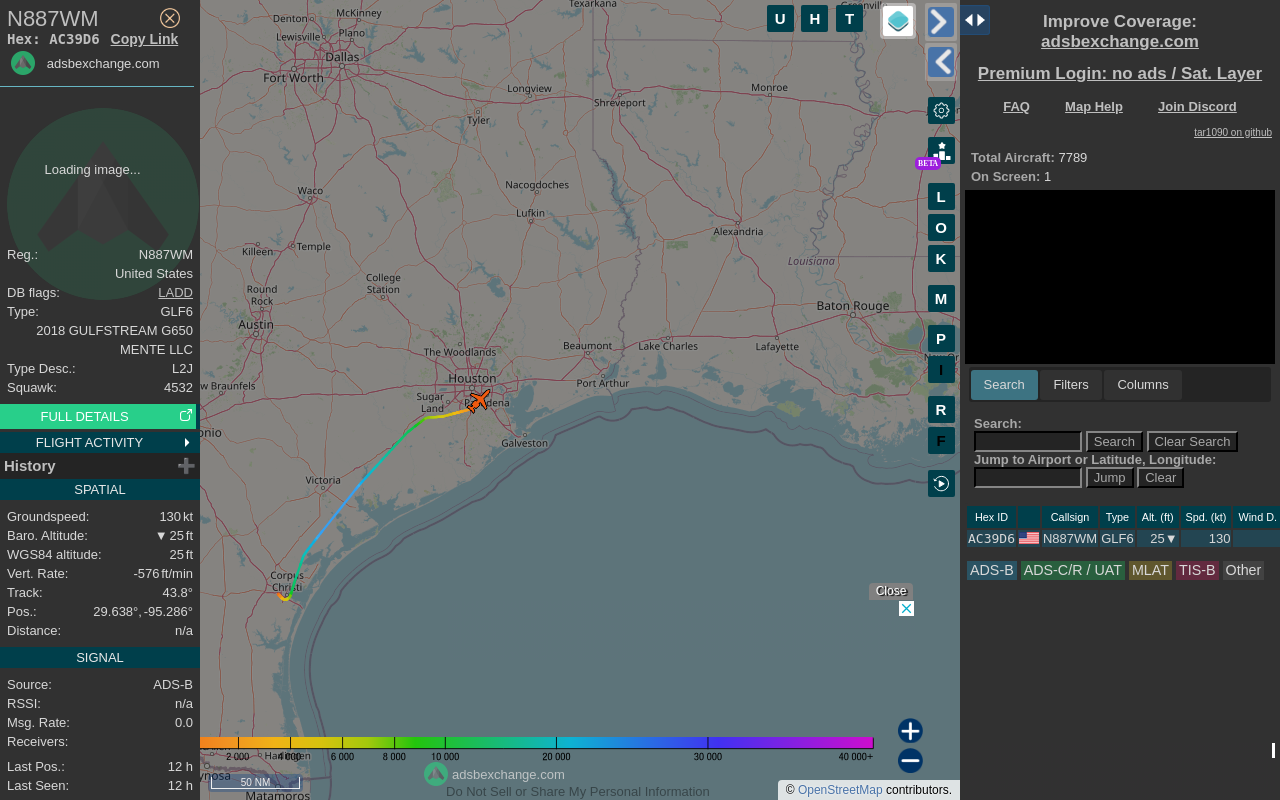 N887WM
Hex: AC39D6 Copy Link
adsbexchange.com
Loading image...
Reg.: N887WM
United States
DB flags: LADD
Type: GLF6
2018 GULFSTREAM G650
MENTE LLC
Type Desc.: L2J
Squawk: 4532
FULL DETAILS
FLIGHT ACTIVITY
History
SPATIAL
Groundspeed: 130 kt
Baro. Altitude: ▼ 25 ft
WGS84 altitude: 25 ft
Vert. Rate: -576 ft/min
Track: 43.8°
Pos.: 29.638°, -95.286°
Distance: n/a
SIGNAL
Source: ADS-B
RSSI: n/a
Msg. Rate: 0.0
Receivers:
Last Pos.: 12 h
Last Seen: 12 h
Texarkana
Greenville
McKinney
Denton
Lewisville
Plano
Dallas
Fort Worth
Longview
Monroe
Shreveport
Tyler
Waco
Nacogdoches
Lufkin
Alexandria
Killeen
Temple
Louisiana
College
Station
Round
Rock
Baton Rouge
Austin
The Woodlands
Beaumont
Lake Charles
Lafayette
Houston
Port Arthur
w Braunfels
Sugar
Land
onio
Galveston
Victoria
Corpus
Christi
U H T
L
O
K
M
P
I
R
F
BETA
Close
2 000 4 000 6 000 8 000 10 000 20 000 30 000 40 000+
50 NM
Matamoros
adsbexchange.com
Do Not Sell or Share My Personal Information
© OpenStreetMap contributors.
Improve Coverage:
adsbexchange.com
Premium Login: no ads / Sat. Layer
FAQ Map Help Join Discord
tar1090 on github
Total Aircraft: 7789
On Screen: 1
Search Filters Columns
Search:
Search Clear Search
Jump to Airport or Latitude, Longitude:
Jump Clear
Hex ID Callsign Type Alt. (ft) Spd. (kt) Wind D.
AC39D6 N887WM GLF6 25▼ 130
ADS-B ADS-C/R / UAT MLAT TIS-B Other